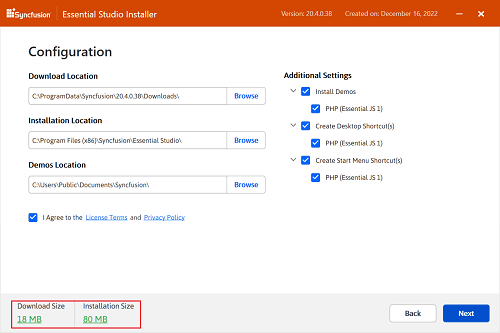 Syncfusion Essential Studio Installer Version: 20.4.0.38 Created on: December 16, 2022
Configuration
Download Location
C:\ProgramData\Syncfusion\20.4.0.38\Downloads\ Browse
Installation Location
C:\Program Files (x86)\Syncfusion\Essential Studio\ Browse
Demos Location
C:\Users\Public\Documents\Syncfusion\ Browse
I Agree to the License Terms and Privacy Policy
Additional Settings
Install Demos
PHP (Essential JS 1)
Create Desktop Shortcut(s)
PHP (Essential JS 1)
Create Start Menu Shortcut(s)
PHP (Essential JS 1)
Download Size Installation Size
18 MB 80 MB
Back Next